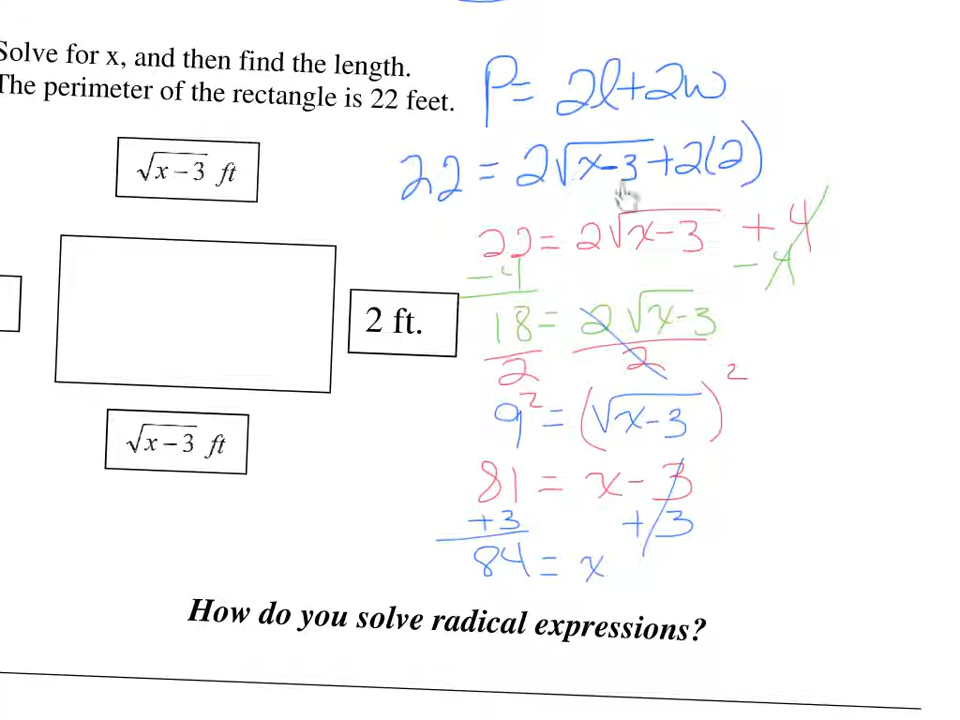 Solve for x, and then find the length.
The perimeter of the rectangle is 22 feet.
P = 2l+2w
√x−3 ft
22 = 2√x-3 +2(2)
22 = 2√x-3 + 4
-4 - 4
2 ft.
18 = 2√x-3
2 2
9² = (√x-3)²
√x−3 ft
81 = x - 3
+3 +3
84 = x
How do you solve radical expressions?